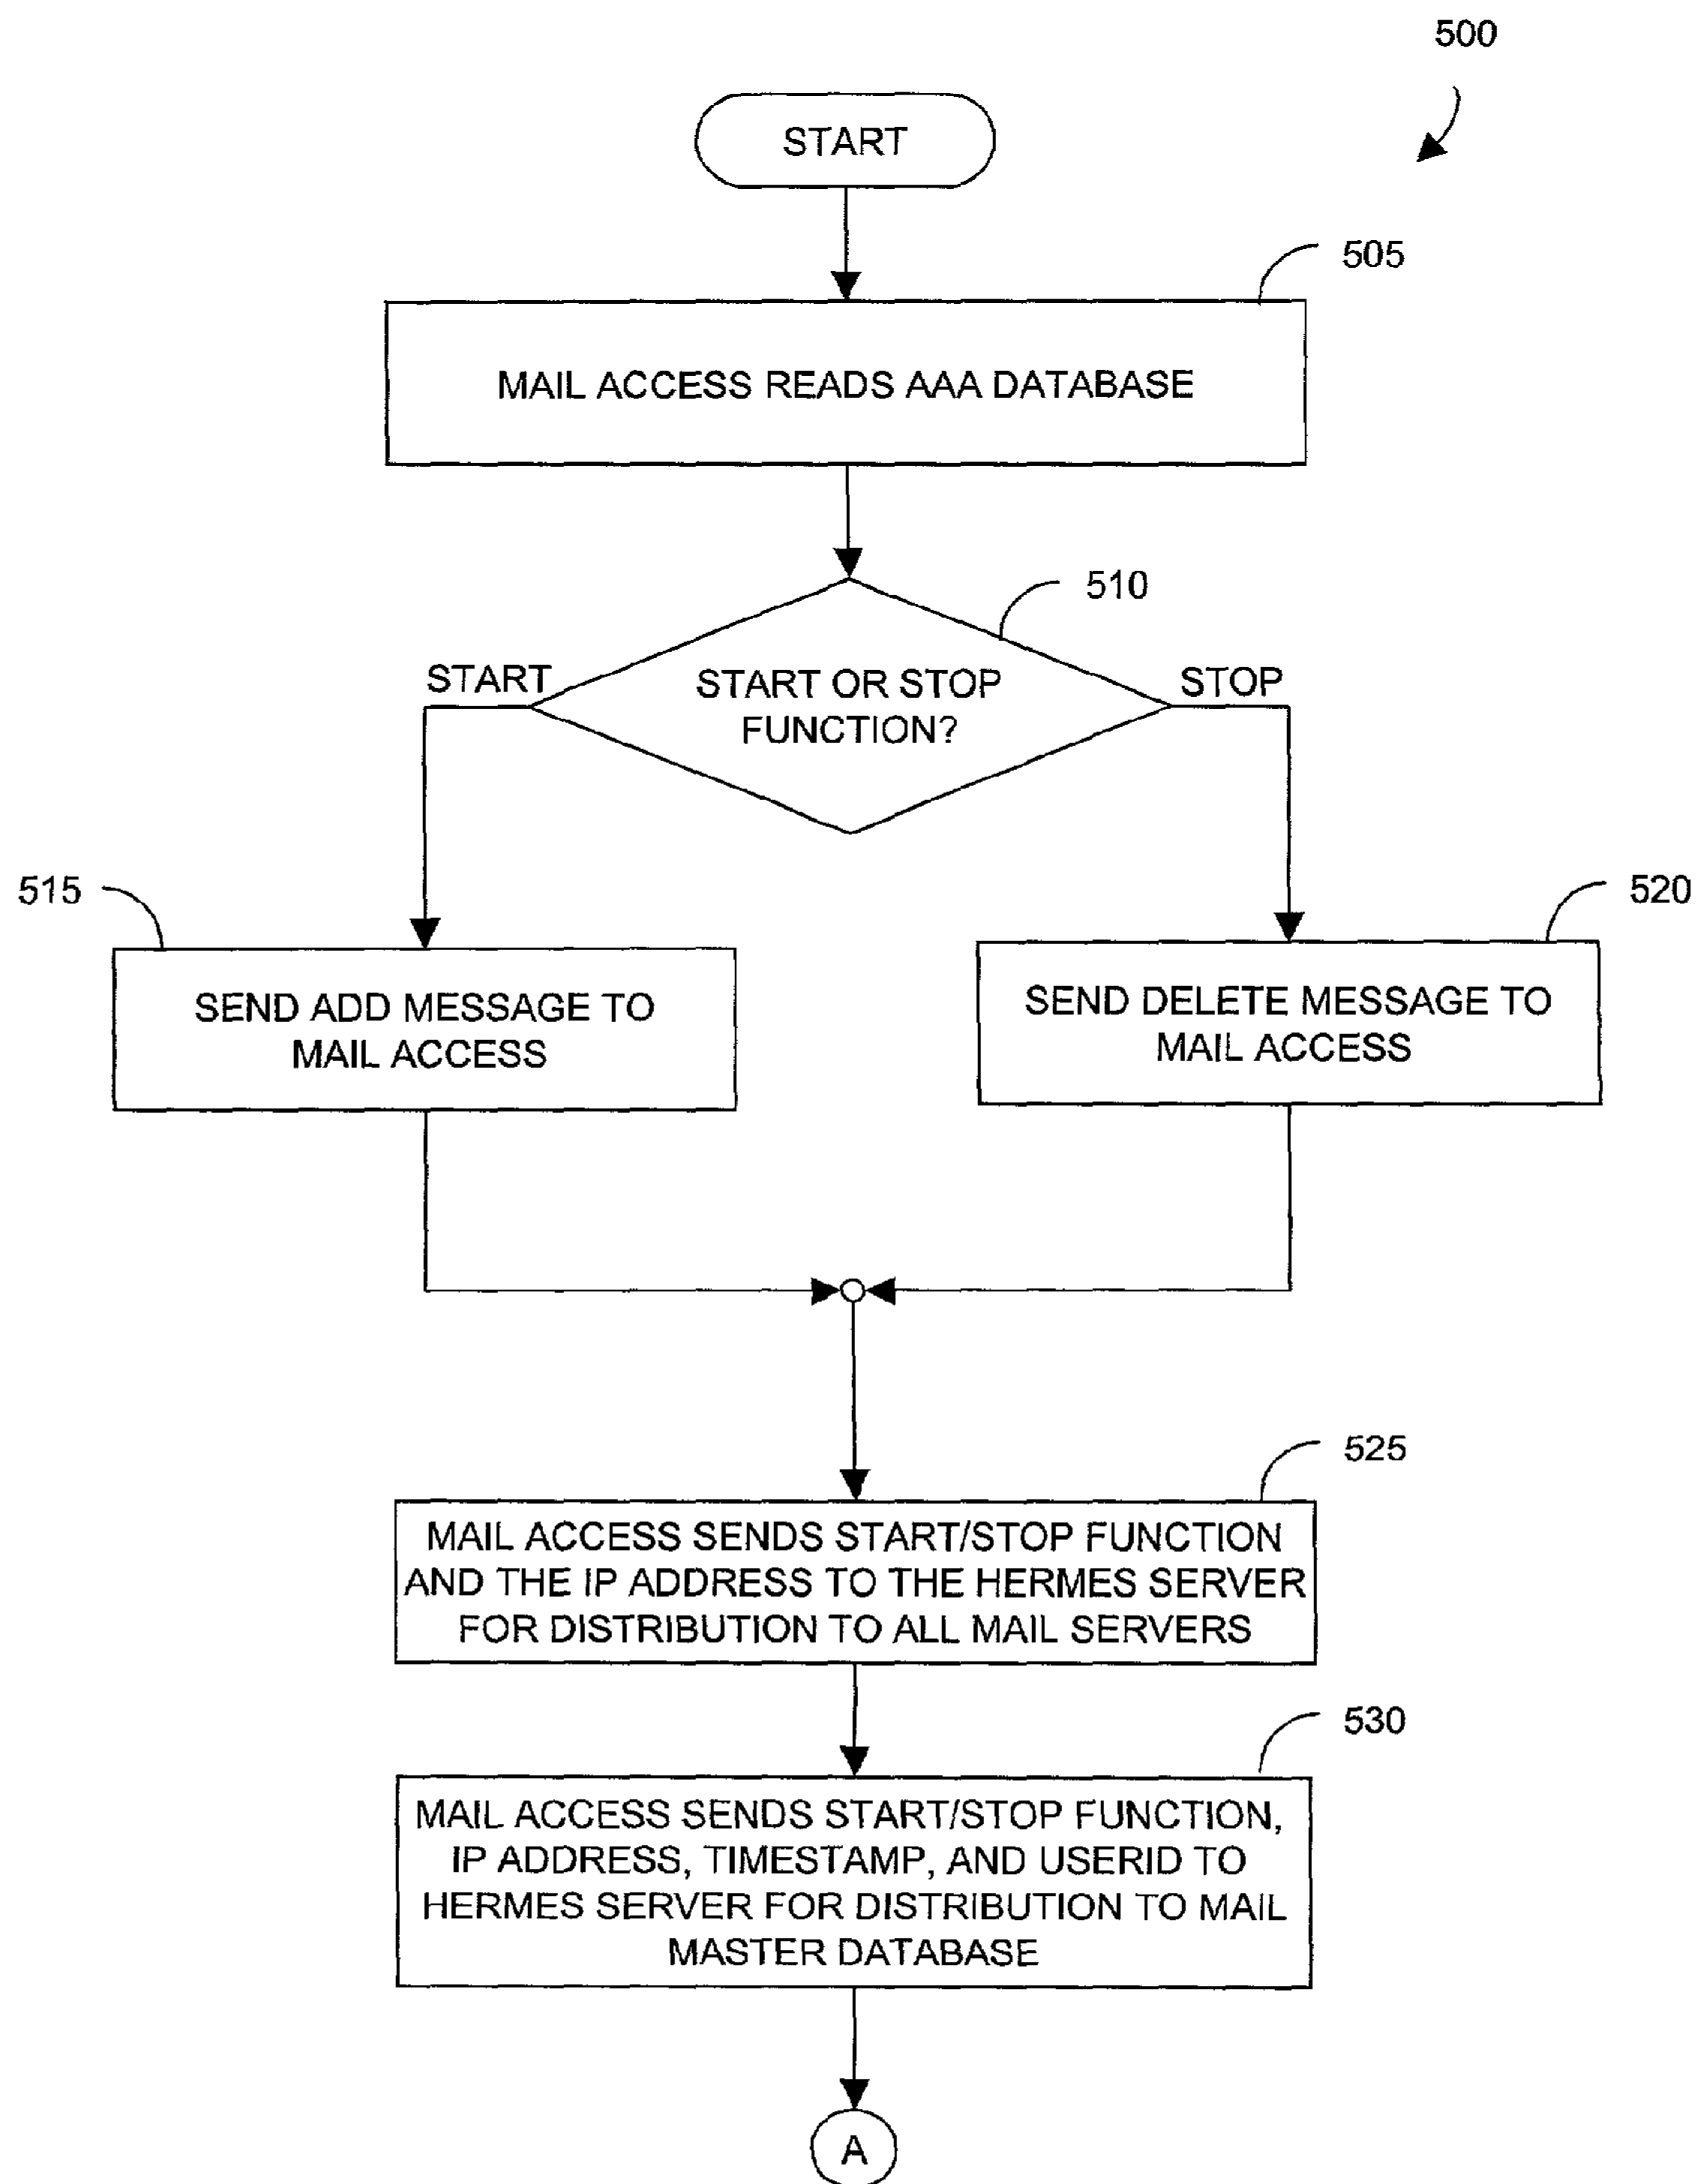 500
START
505
MAIL ACCESS READS AAA DATABASE
510
START
START OR STOP
FUNCTION?
STOP
515
520
SEND ADD MESSAGE TO
MAIL ACCESS
SEND DELETE MESSAGE TO
MAIL ACCESS
525
MAIL ACCESS SENDS START/STOP FUNCTION
AND THE IP ADDRESS TO THE HERMES SERVER
FOR DISTRIBUTION TO ALL MAIL SERVERS
530
MAIL ACCESS SENDS START/STOP FUNCTION,
IP ADDRESS, TIMESTAMP, AND USERID TO
HERMES SERVER FOR DISTRIBUTION TO MAIL
MASTER DATABASE
A